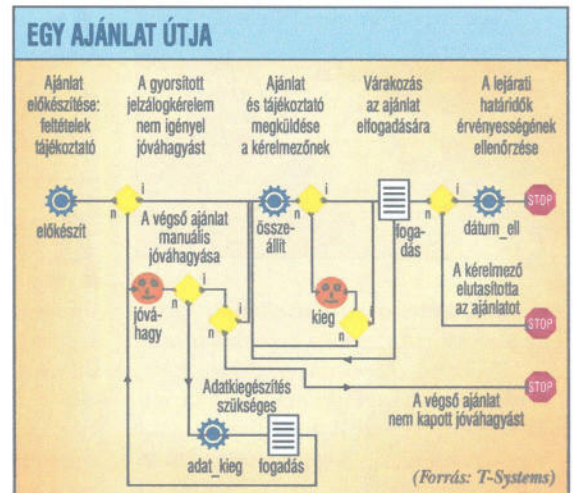 EGY AJÁNLAT ÚTJA
Ajánlat
előkészítése:
feltételek
tájékoztató
A gyorsított
jelzálogkérelem
nem igényel
jóváhagyást
Ajánlat
és tájékoztató
megküldése
a kérelmezőnek
Várakozás
az ajánlat
elfogadására
A lejárati
határidők
érvényességének
ellenőrzése
előkészít
i
n
A végső ajánlat
manuális
jóváhagyása
össze-
állít
i
n
foga-
dás
i
n
dátum_ell
STOP
jóvá-
hagy
i
n
i
n
kieg
i
n
A kérelmező
elutasította
az ajánlatot
STOP
STOP
A végső ajánlat
nem kapott jóváhagyást
Adatkiegészítés
szükséges
adat_kieg
fogadás
(Forrás: T-Systems)